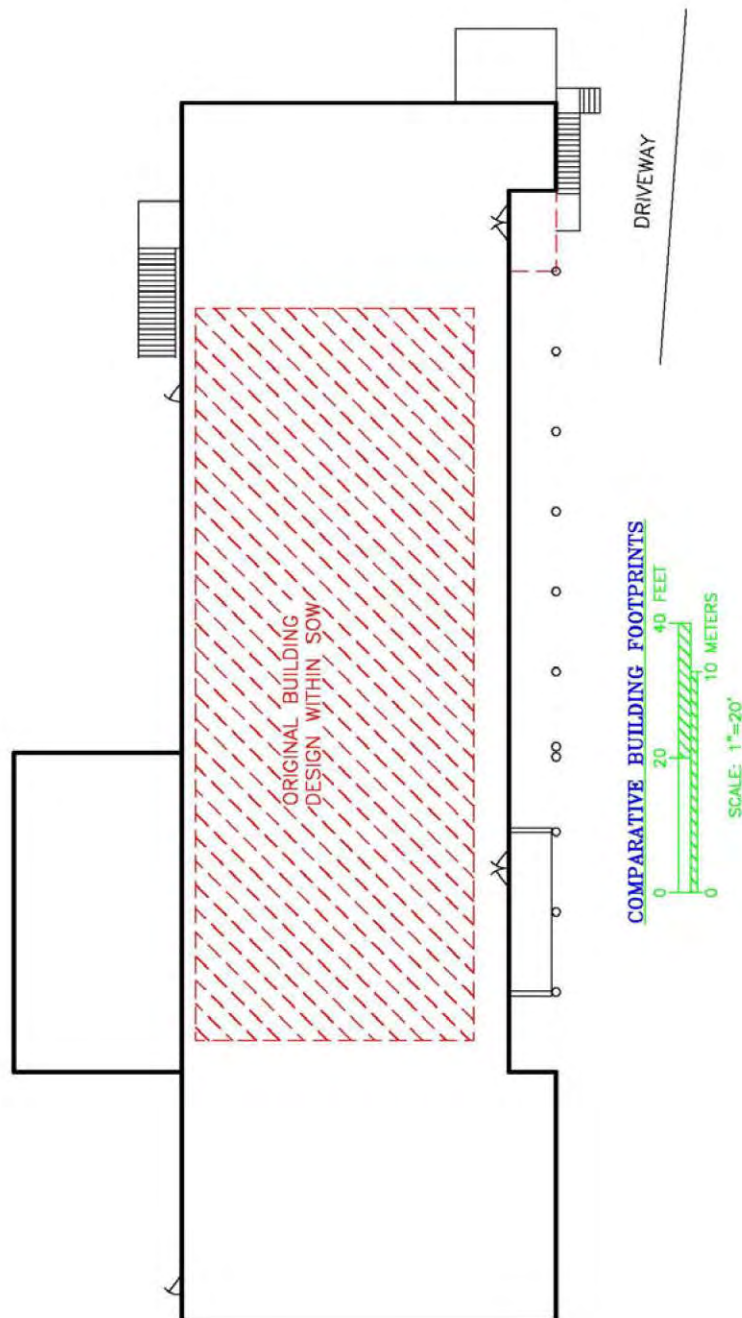 DRIVEWAY
ORIGINAL BUILDING
DESIGN WITHIN SOW
COMPARATIVE BUILDING FOOTPRINTS
0 20 40 FEET
0 10 METERS
SCALE: 1"=20'